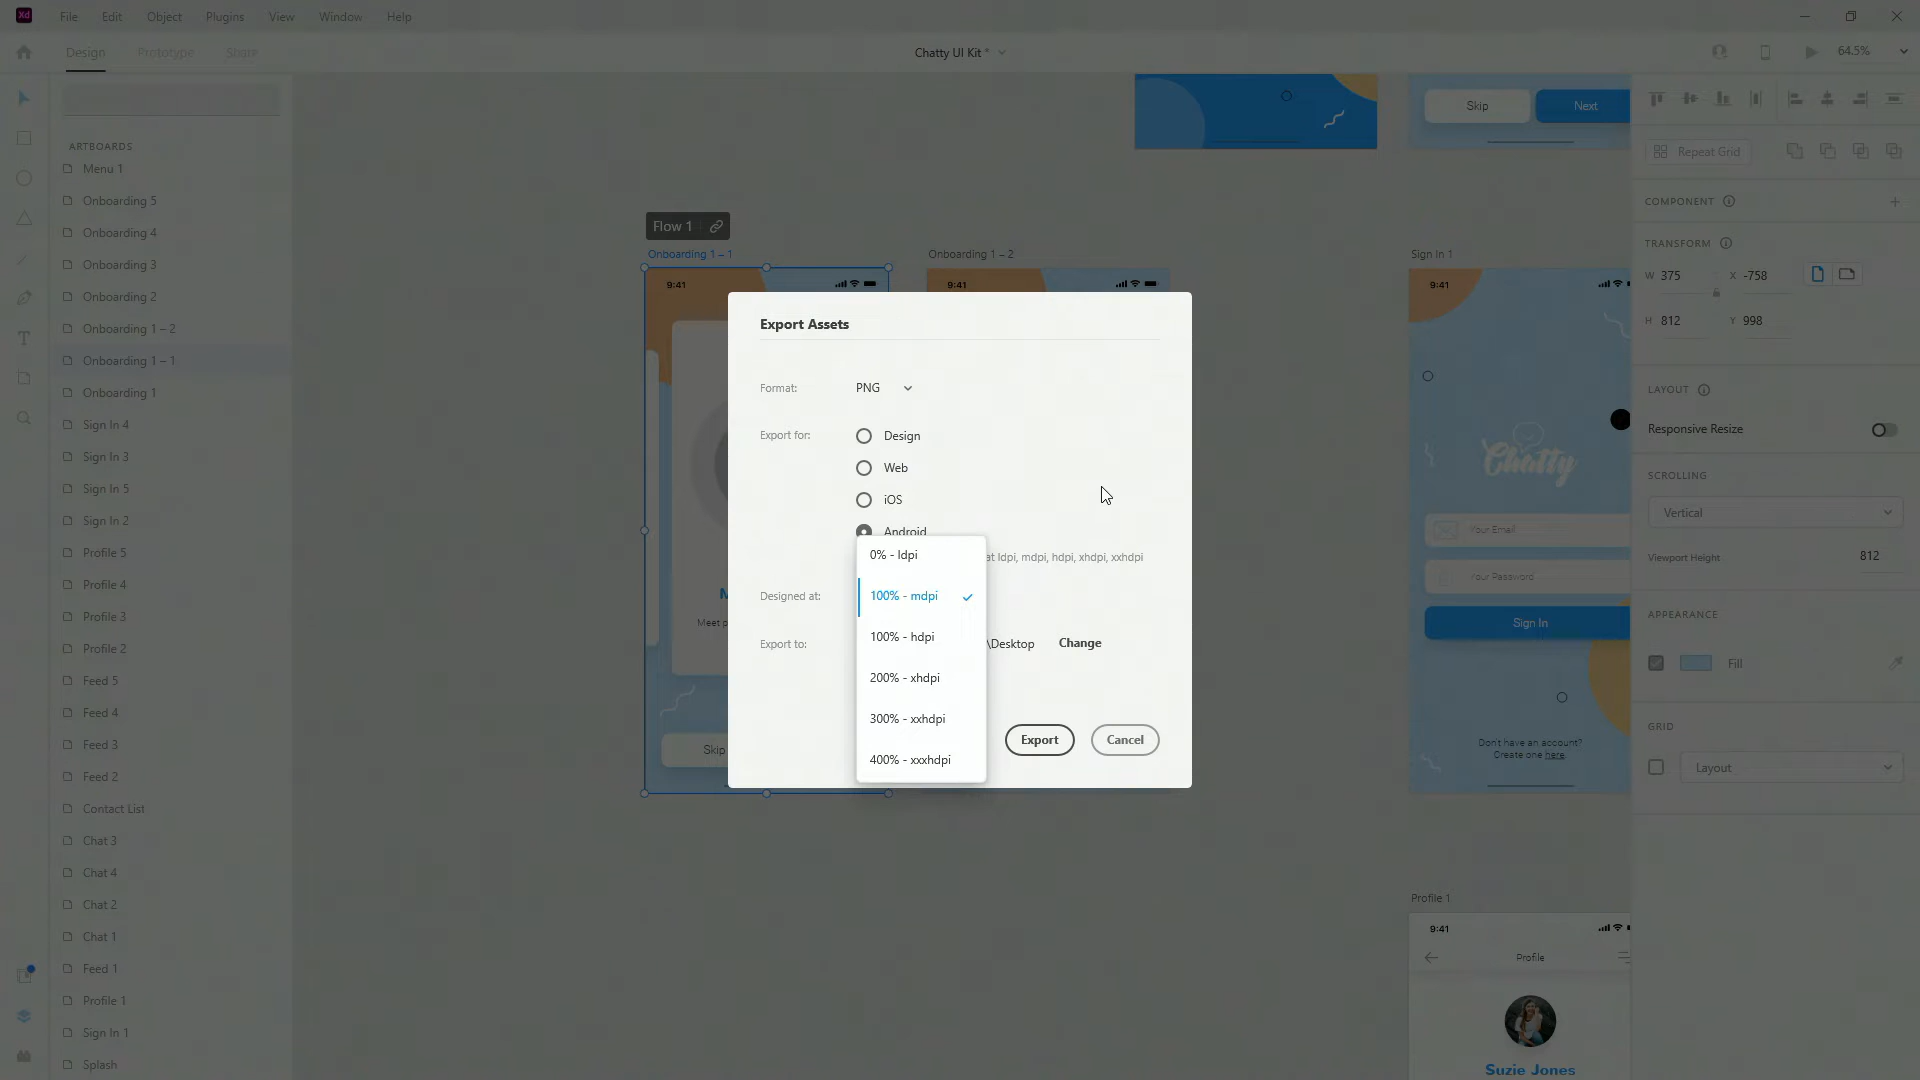 Xd File Edit Object Plugins View Window Help
Design Prototype Share
Chatty UI Kit *
64.5%
ARTBOARDS
Menu 1
Onboarding 5
Onboarding 4
Onboarding 3
Onboarding 2
Onboarding 1 – 2
Onboarding 1 – 1
Onboarding 1
Sign In 4
Sign In 3
Sign In 5
Sign In 2
Profile 5
Profile 4
Profile 3
Profile 2
Feed 5
Feed 4
Feed 3
Feed 2
Contact List
Chat 3
Chat 4
Chat 2
Chat 1
Feed 1
Profile 1
Sign In 1
Splash
Skip Next
Flow 1
Onboarding 1 – 1
9:41
Meet p
Skip
Onboarding 1 – 2
9:41
Export Assets
Format: PNG
Export for: Design
Web
iOS
Android
at ldpi, mdpi, hdpi, xhdpi, xxhdpi
Designed at:
0% - ldpi
100% - mdpi
100% - hdpi
200% - xhdpi
300% - xxhdpi
400% - xxxhdpi
Export to: \Desktop Change
Export Cancel
Sign In 1
9:41
Chatty
Your Email
Your Password
Sign In
Don't have an account?
Create one here.
Profile 1
9:41
Profile
Suzie Jones
Repeat Grid
COMPONENT
TRANSFORM
W 375 X -758
H 812 Y 998
LAYOUT
Responsive Resize
SCROLLING
Vertical
Viewport Height 812
APPEARANCE
Fill
GRID
Layout